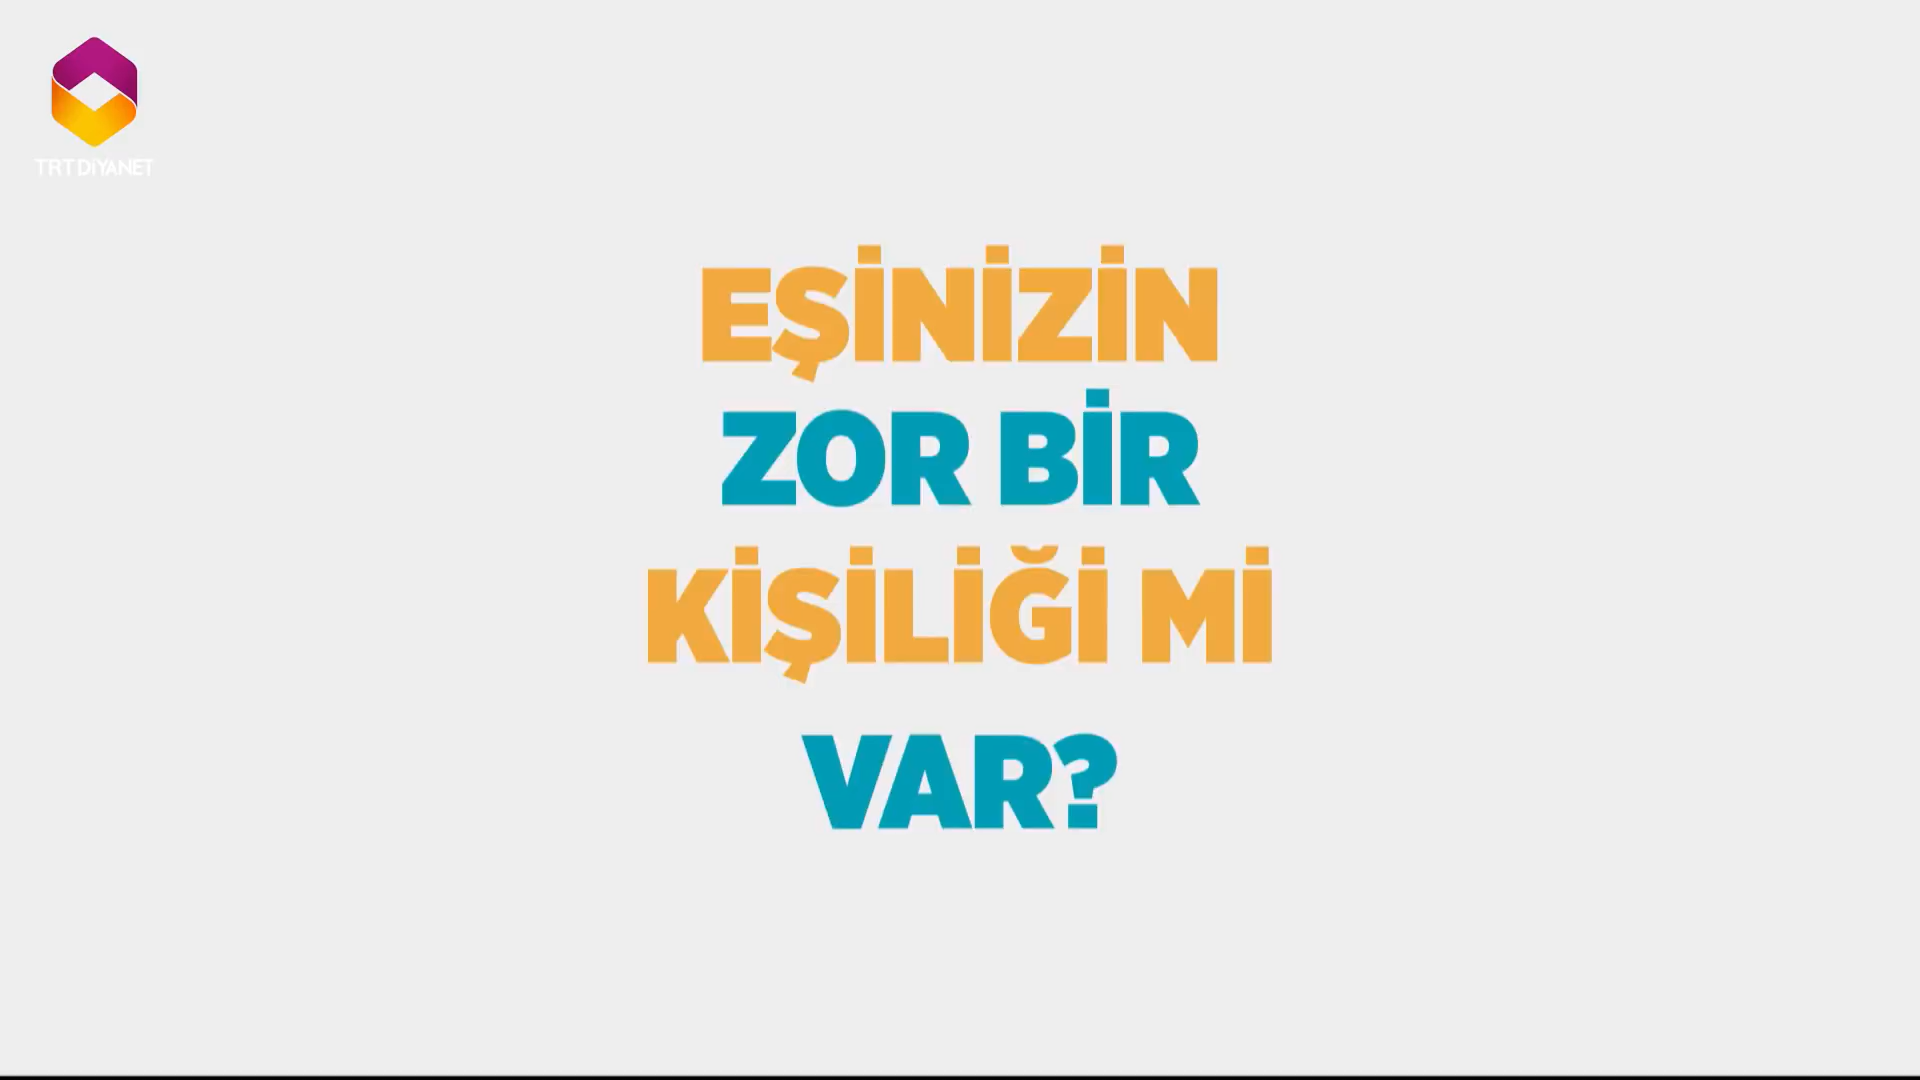 TRT DİYANET
EŞİNİZİN
ZOR BİR
KİŞİLİĞİ Mİ
VAR?